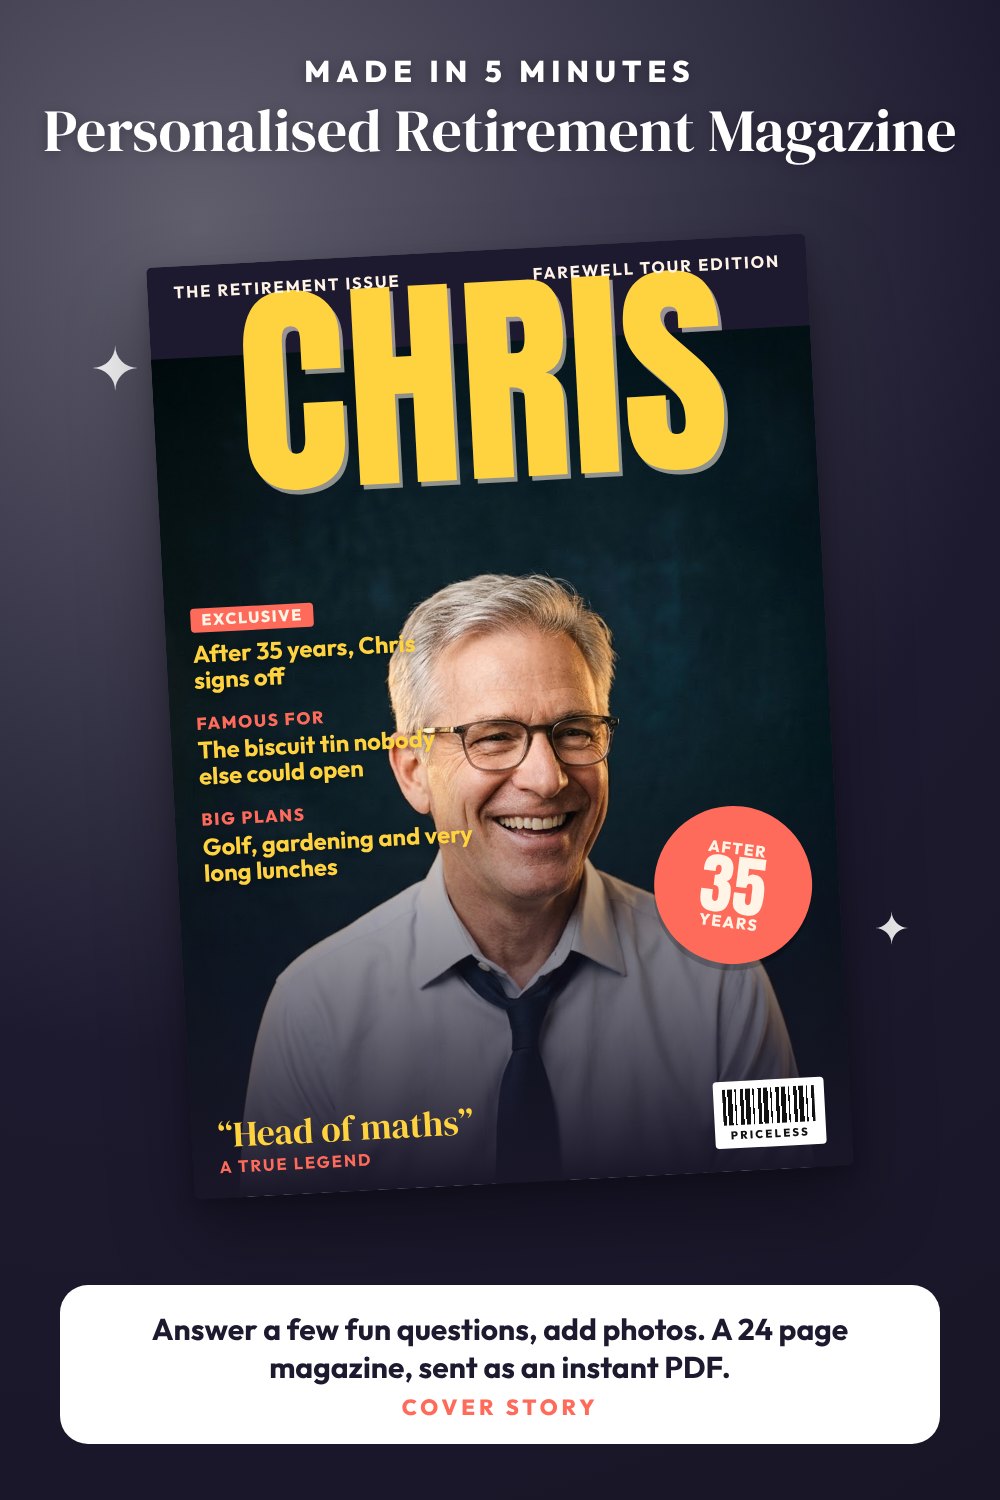 MADE IN 5 MINUTES
Personalised Retirement Magazine
THE RETIREMENT ISSUE
FAREWELL TOUR EDITION
CHRIS
EXCLUSIVE
After 35 years, Chris
signs off
FAMOUS FOR
The biscuit tin nobody
else could open
BIG PLANS
Golf, gardening and very
long lunches
AFTER
35
YEARS
“Head of maths”
A TRUE LEGEND
PRICELESS
Answer a few fun questions, add photos. A 24 page
magazine, sent as an instant PDF.
COVER STORY